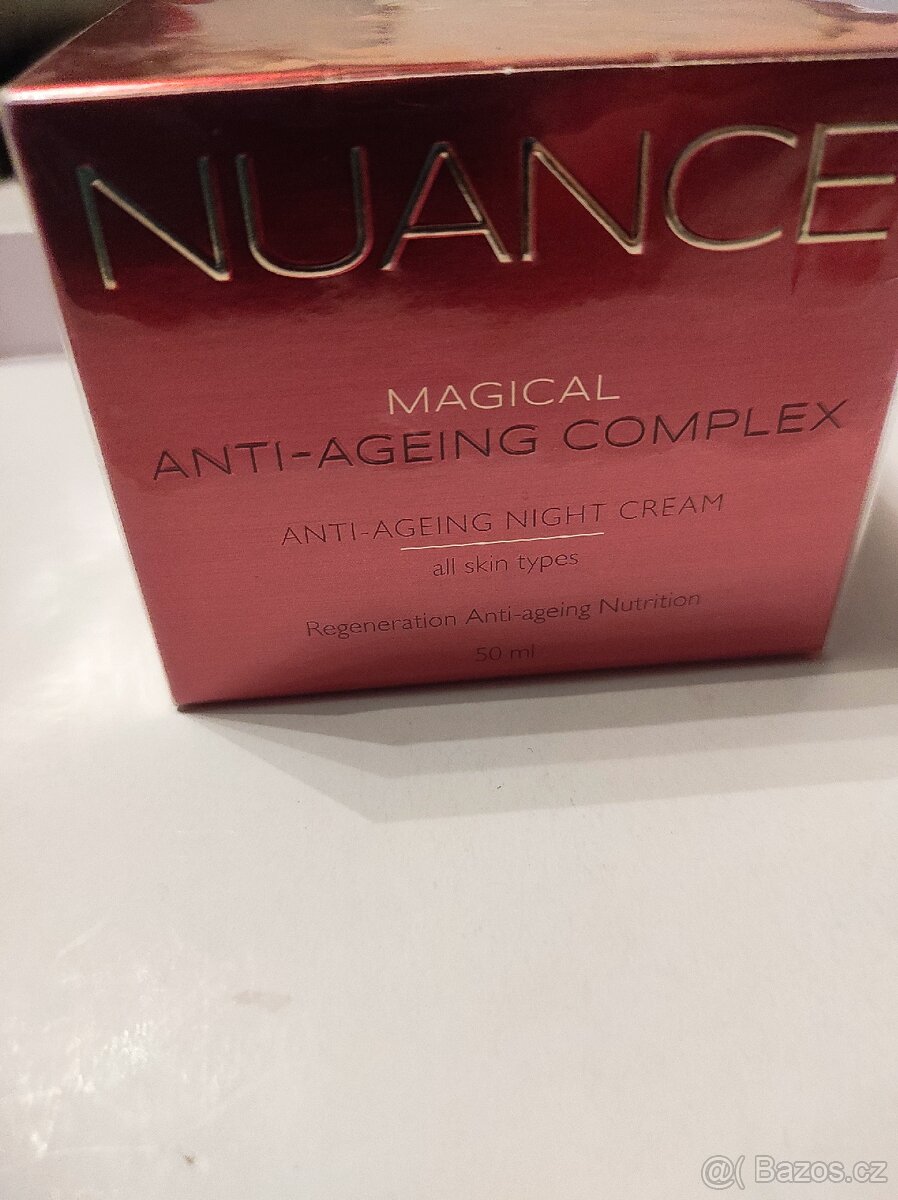 NUANCE
MAGICAL
ANTI-AGEING COMPLEX
ANTI-AGEING NIGHT CREAM
all skin types
Regeneration Anti-ageing Nutrition
50 ml
@( Bazos.cz